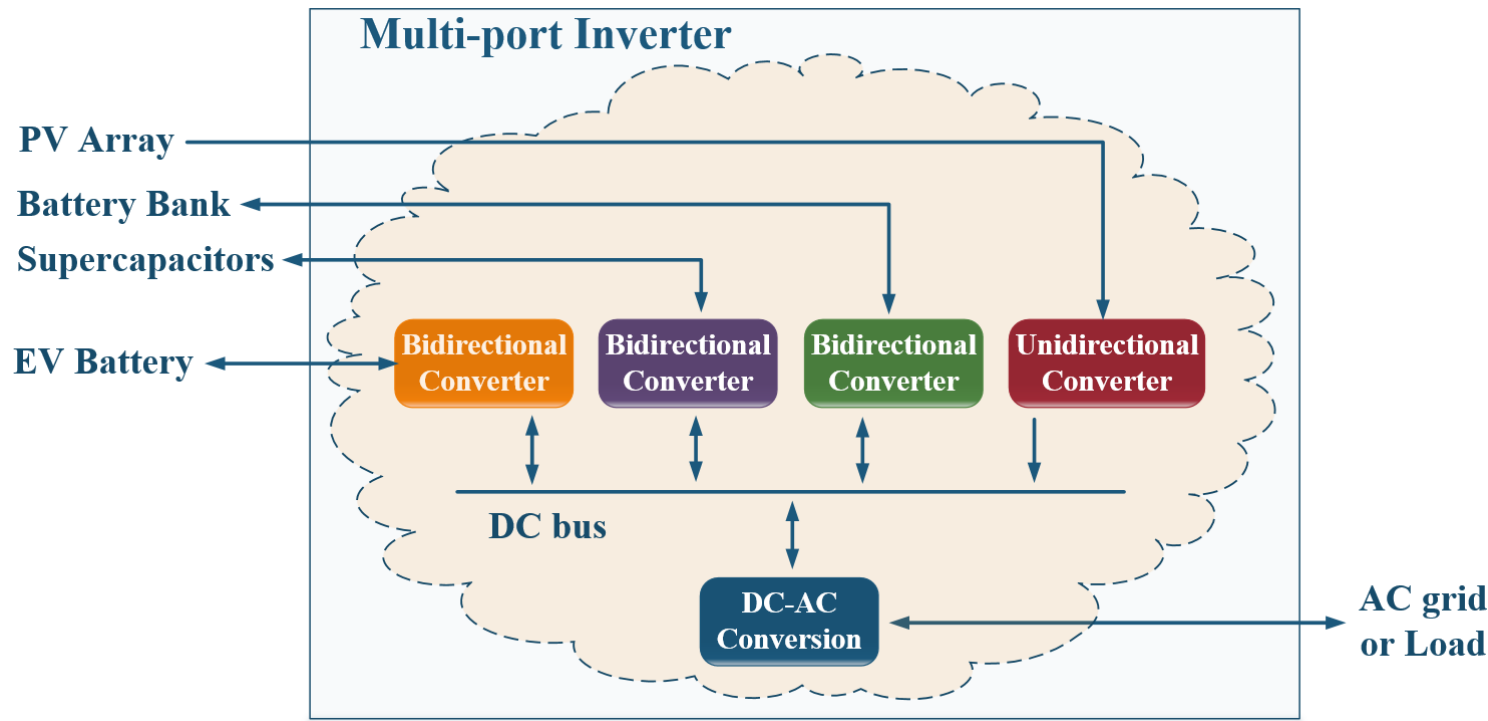 Multi-port Inverter
PV Array
Battery Bank
Supercapacitors
EV Battery
Bidirectional
Converter
Bidirectional
Converter
Bidirectional
Converter
Unidirectional
Converter
DC bus
DC-AC
Conversion
AC grid
or Load